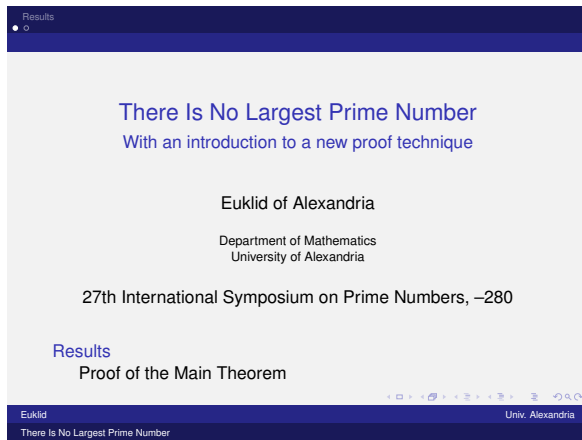 Results
There Is No Largest Prime Number
With an introduction to a new proof technique
Euklid of Alexandria
Department of Mathematics
University of Alexandria
27th International Symposium on Prime Numbers, –280
Results
Proof of the Main Theorem
Euklid Univ. Alexandria
There Is No Largest Prime Number